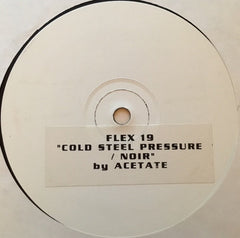 FLEX 19
"COLD STEEL PRESSURE
/ NOIR"
by ACETATE